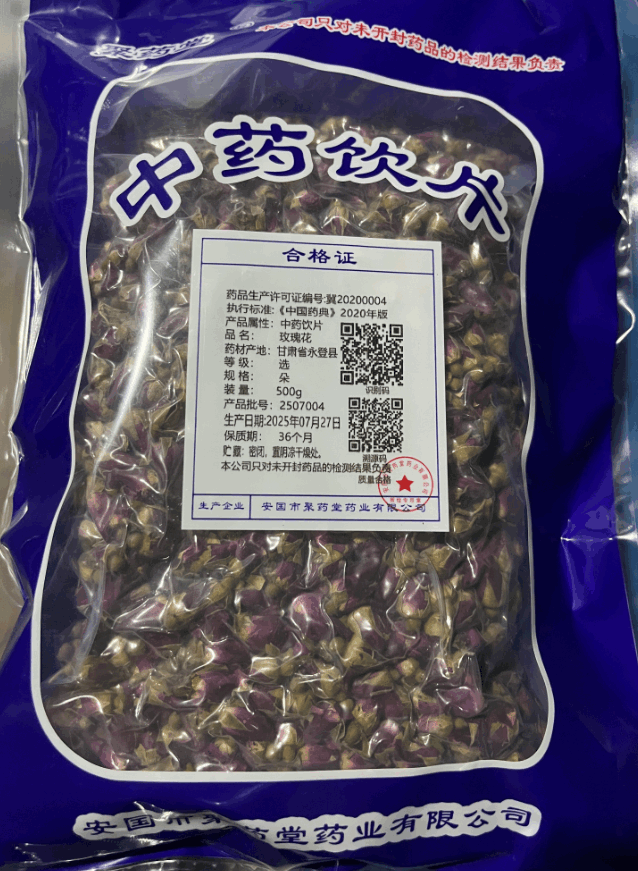 聚药堂
本公司只对未开封药品的检测结果负责
中药饮片
合格证
药品生产许可证编号:冀20200004
执行标准:《中国药典》2020年版
产品属性: 中药饮片
品 名: 玫瑰花
药材产地: 甘肃省永登县
等 级: 选
规 格: 朵
装 量: 500g
产品批号: 2507004
生产日期:2025年07月27日
保质期: 36个月
贮藏: 密闭，置阴凉干燥处。
本公司只对未开封药品的检测结果负责
识别码
溯源码
质量合格
生产企业 安国市聚药堂药业有限公司
安国市聚药堂药业有限公司